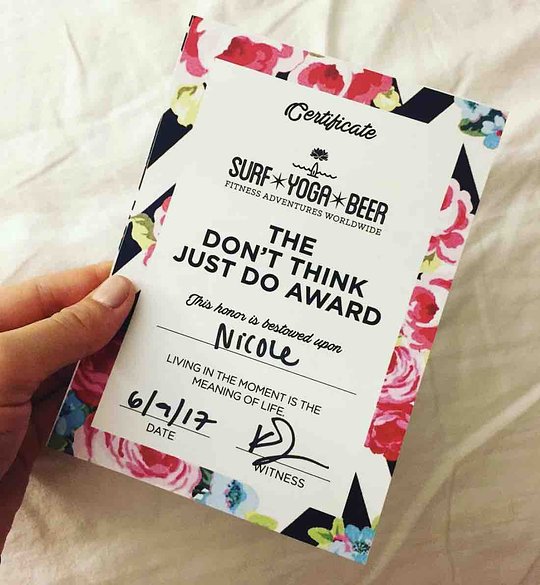 Certificate
SURF YOGA BEER
FITNESS ADVENTURES WORLDWIDE
THE
DON'T THINK
JUST DO AWARD
This honor is bestowed upon
Nicole
LIVING IN THE MOMENT IS THE
MEANING OF LIFE.
6/9/17
DATE
WITNESS